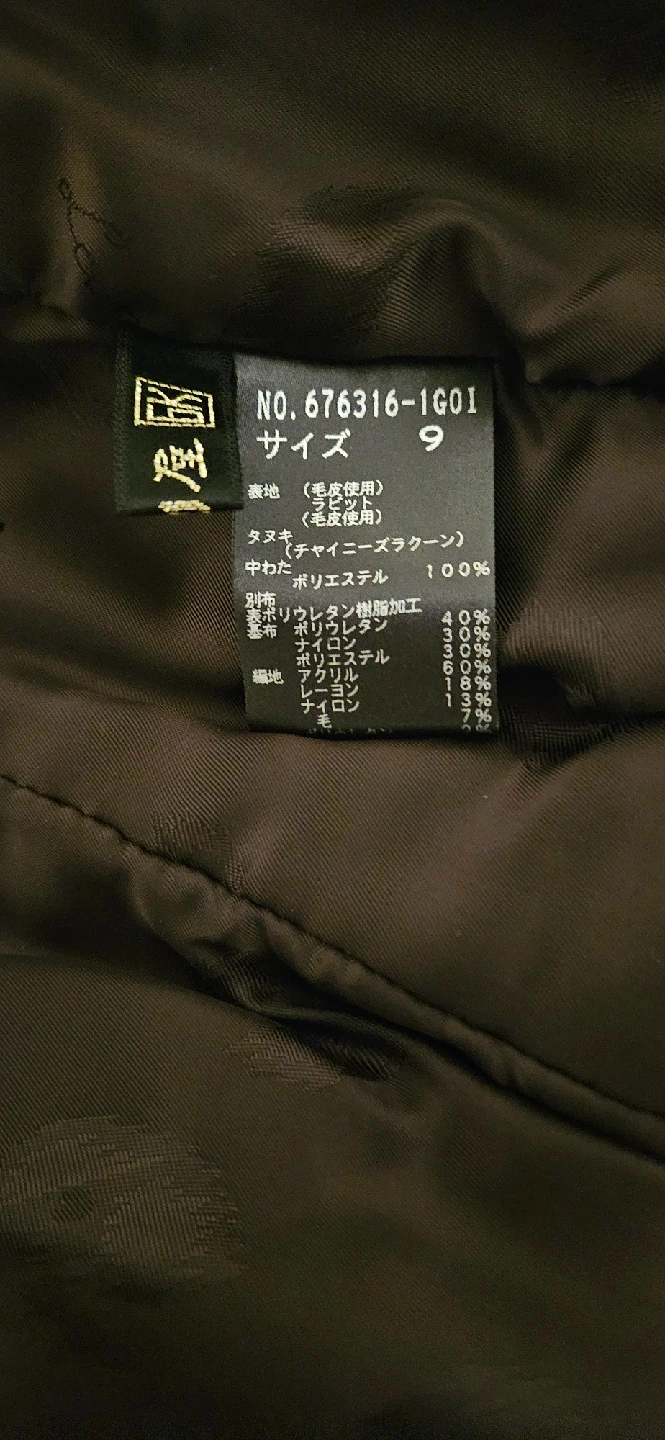 屋
NO.676316-1G01
サイズ 9
表地 (毛皮使用)
ラビット
(毛皮使用)
タヌキ
(チャイニーズラクーン)
中わた
ポリエステル 100%
別布
表ポリウレタン樹脂加工
基布 ポリウレタン 40%
ナイロン 30%
ポリエステル 30%
編地 アクリル 60%
レーヨン 18%
ナイロン 13%
毛 7%